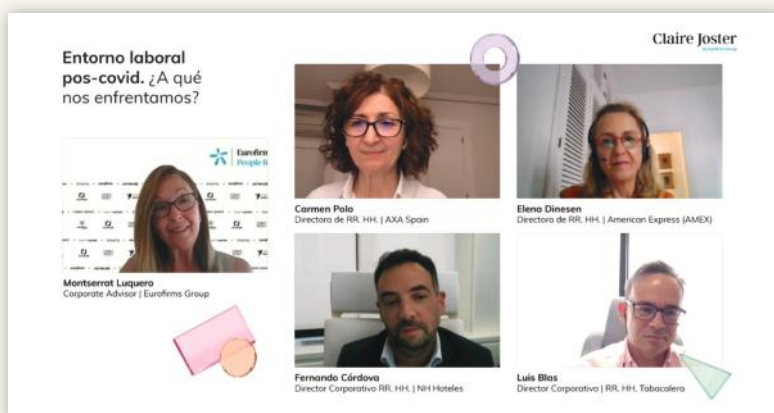 Claire Joster
Entorno laboral
pos-covid. ¿A qué
nos enfrentamos?
Eurofirm
People
Montserrat Luquero
Corporate Advisor | Eurofirms Group
Carmen Polo
Directora de RR. HH. | AXA Spain
Elena Dinesen
Directora de RR. HH. | American Express (AMEX)
Fernando Córdova
Director Corporativo RR. HH. | NH Hoteles
Luis Blas
Director Corporativo | RR. HH. Tabacalera